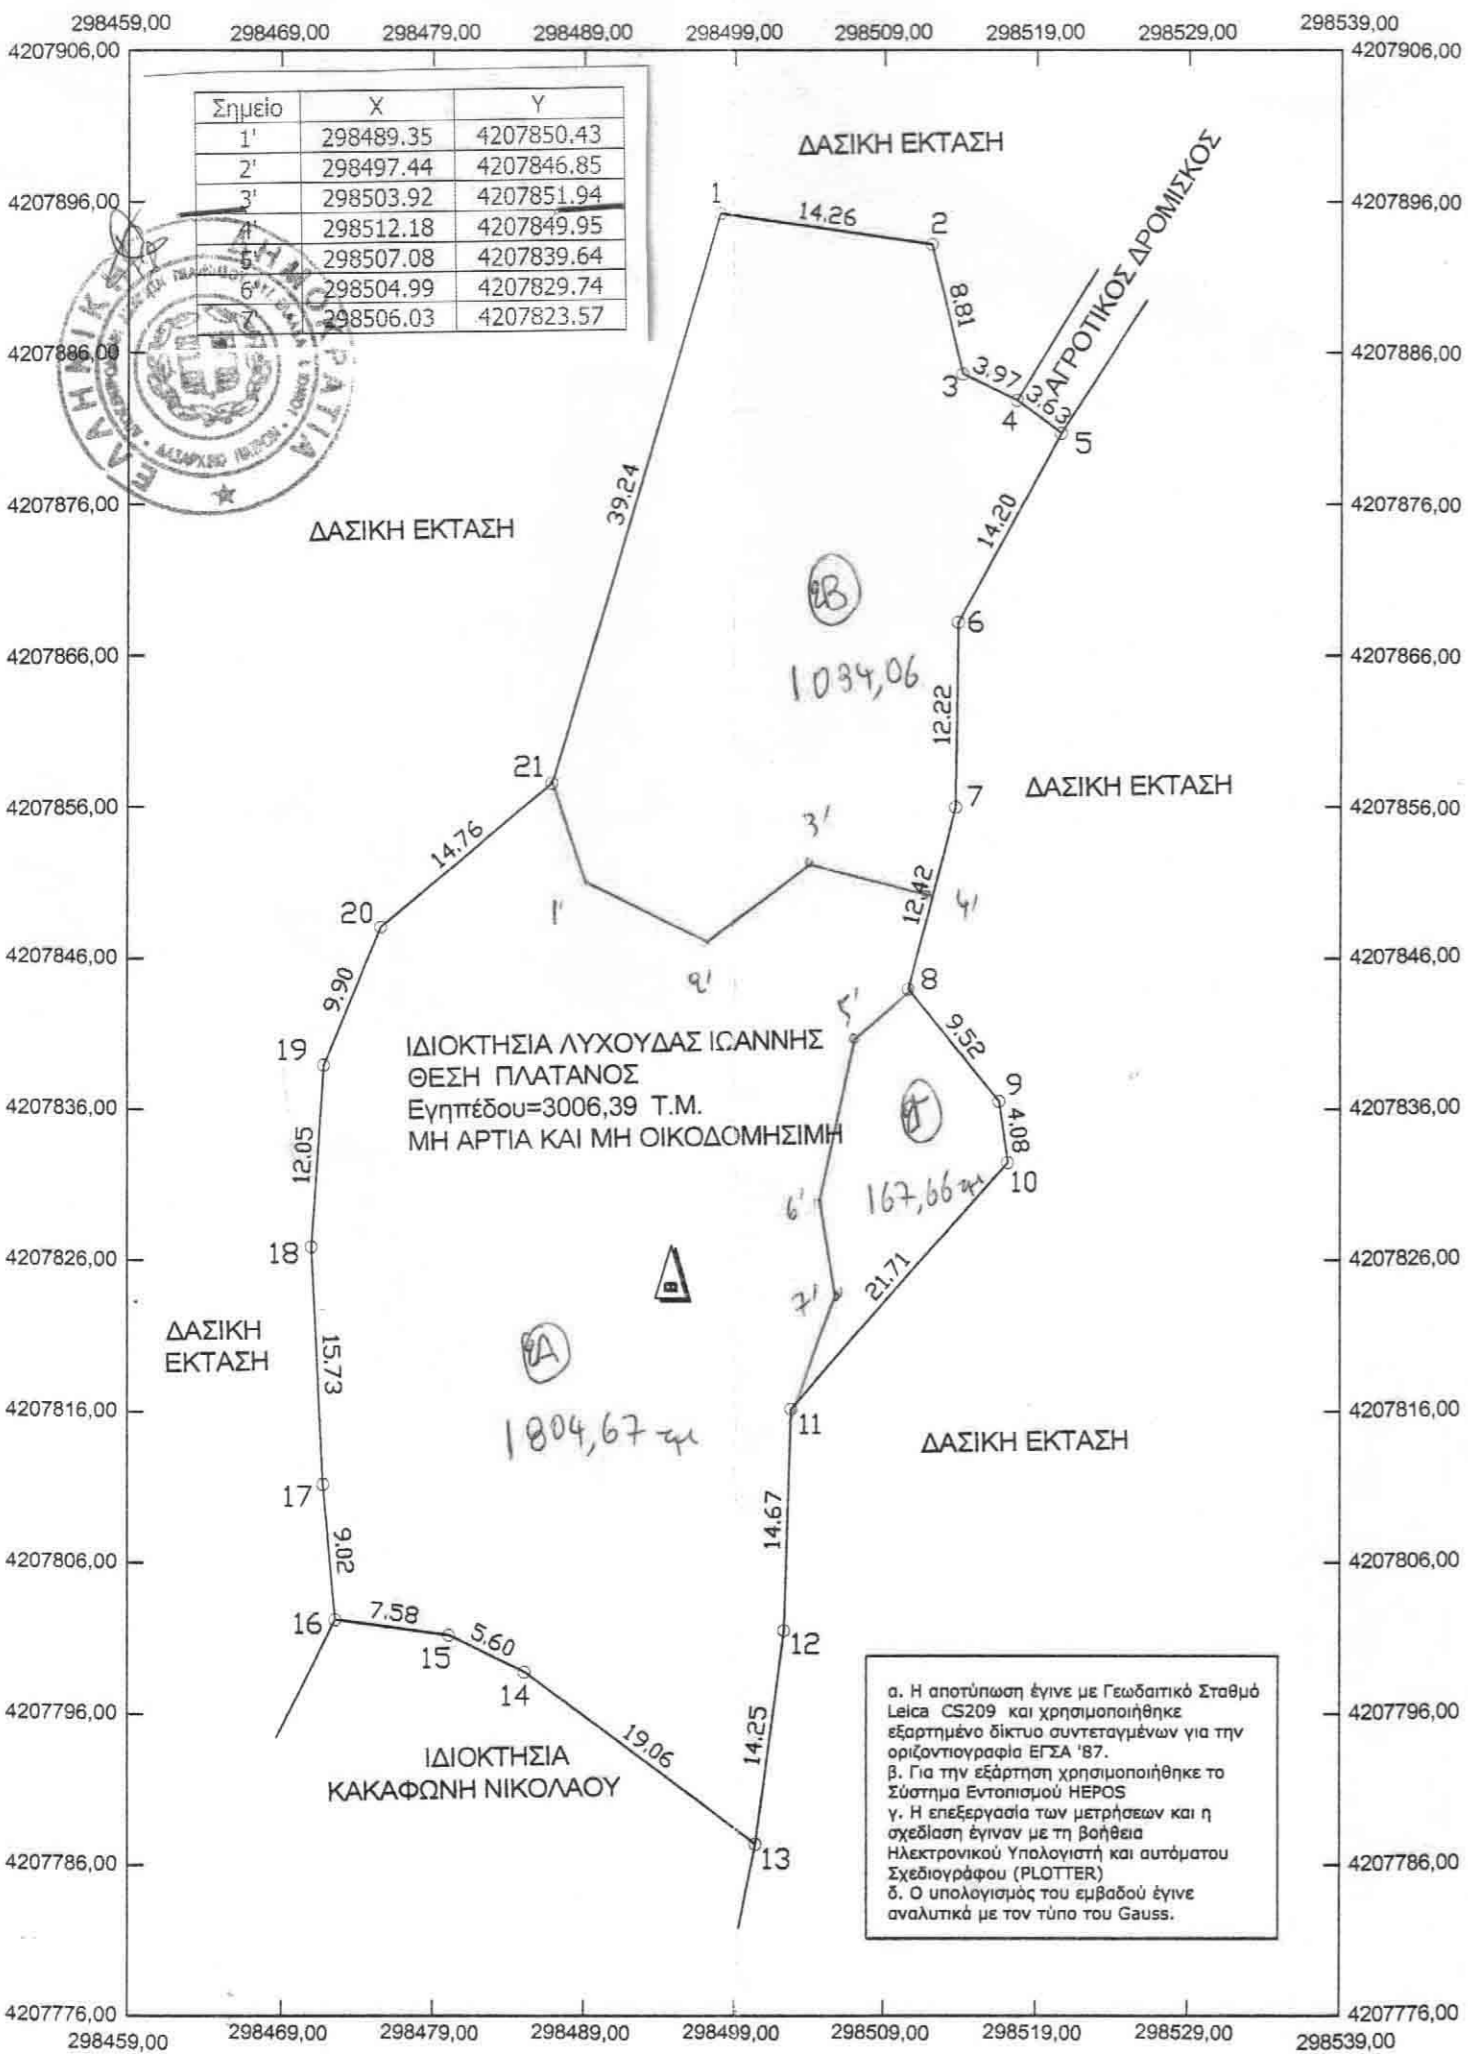 298459,00 298469,00 298479,00 298489,00 298499,00 298509,00 298519,00 298529,00 298539,00
4207906,00 4207906,00
Σημείο Χ Υ
1' 298489.35 4207850.43
2' 298497.44 4207846.85
3' 298503.92 4207851.94
4' 298512.18 4207849.95
5' 298507.08 4207839.64
6' 298504.99 4207829.74
7' 298506.03 4207823.57
ΕΛΛΗΝΙΚΗ ΔΗΜΟΚΡΑΤΙΑ
ΔΑΣΑΡΧΕΙΟ ΠΑΤΡΩΝ
ΔΑΣΙΚΗ ΕΚΤΑΣΗ
ΑΓΡΟΤΙΚΟΣ ΔΡΟΜΙΣΚΟΣ
4207896,00 4207896,00
1 14.26 2
8.81
4207886,00 4207886,00
3 3.97 4 3.63 5
39.24
4207876,00 4207876,00
ΔΑΣΙΚΗ ΕΚΤΑΣΗ
14.20
Β
6
4207866,00 4207866,00
1034,06
12.22
21
ΔΑΣΙΚΗ ΕΚΤΑΣΗ
4207856,00 7 4207856,00
3'
14.76
12.42
20 1' 4'
4207846,00 4207846,00
2' 8
9.90
5'
9.52
19
ΙΔΙΟΚΤΗΣΙΑ ΛΥΧΟΥΔΑΣ ΙΩΑΝΝΗΣ
ΘΕΣΗ ΠΛΑΤΑΝΟΣ
Εγηπέδου=3006,39 Τ.Μ.
ΜΗ ΑΡΤΙΑ ΚΑΙ ΜΗ ΟΙΚΟΔΟΜΗΣΙΜΗ
9
4207836,00 4207836,00
Γ
4.08
12.05
10
6' 167,66 τμ
18
4207826,00 4207826,00
Β
21.71
7'
ΔΑΣΙΚΗ
ΕΚΤΑΣΗ
15.73
Α
4207816,00 4207816,00
11
1804,67 τμ
ΔΑΣΙΚΗ ΕΚΤΑΣΗ
17
14.67
9.02
4207806,00 4207806,00
16 7.58 15 5.60 14
12
4207796,00 4207796,00
19.06
14.25
ΙΔΙΟΚΤΗΣΙΑ
ΚΑΚΑΦΩΝΗ ΝΙΚΟΛΑΟΥ
13
4207786,00 4207786,00
α. Η αποτύπωση έγινε με Γεωδαιτικό Σταθμό
Leica CS209 και χρησιμοποιήθηκε
εξαρτημένο δίκτυο συντεταγμένων για την
οριζοντιογραφία ΕΓΣΑ '87.
β. Για την εξάρτηση χρησιμοποιήθηκε το
Σύστημα Εντοπισμού HEPOS
γ. Η επεξεργασία των μετρήσεων και η
σχεδίαση έγιναν με τη βοήθεια
Ηλεκτρονικού Υπολογιστή και αυτόματου
Σχεδιογράφου (PLOTTER)
δ. Ο υπολογισμός του εμβαδού έγινε
αναλυτικά με τον τύπο του Gauss.
4207776,00 4207776,00
298459,00 298469,00 298479,00 298489,00 298499,00 298509,00 298519,00 298529,00 298539,00